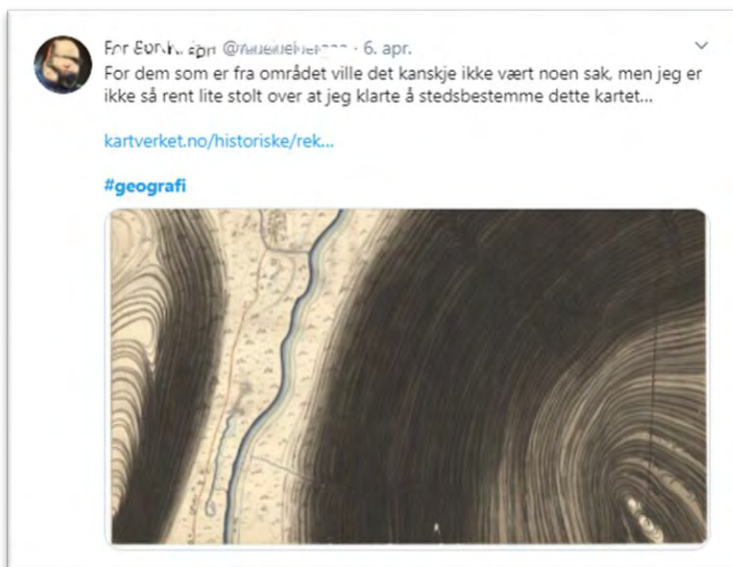 · 6. apr.
For dem som er fra området ville det kanskje ikke vært noen sak, men jeg er
ikke så rent lite stolt over at jeg klarte å stedsbestemme dette kartet...
kartverket.no/historiske/rek...
#geografi